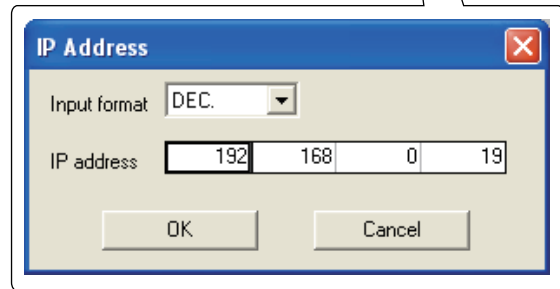 IP Address
Input format DEC.
IP address 192 168 0 19
OK Cancel